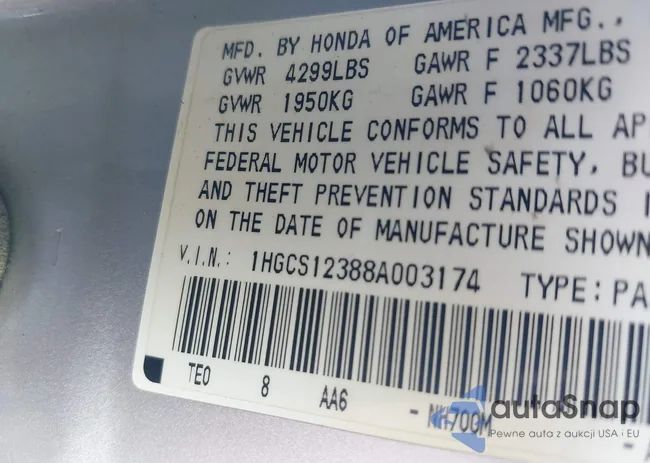 MFD. BY HONDA OF AMERICA MFG.,
GVWR 4299LBS GAWR F 2337LBS
GVWR 1950KG GAWR F 1060KG
THIS VEHICLE CONFORMS TO ALL AP
FEDERAL MOTOR VEHICLE SAFETY, BU
AND THEFT PREVENTION STANDARDS I
ON THE DATE OF MANUFACTURE SHOWN
V.I.N.: 1HGCS12388A003174 TYPE:PA
TE0 8 AA6 - NH700M
autoSnap
Pewne auta z aukcji USA i EU